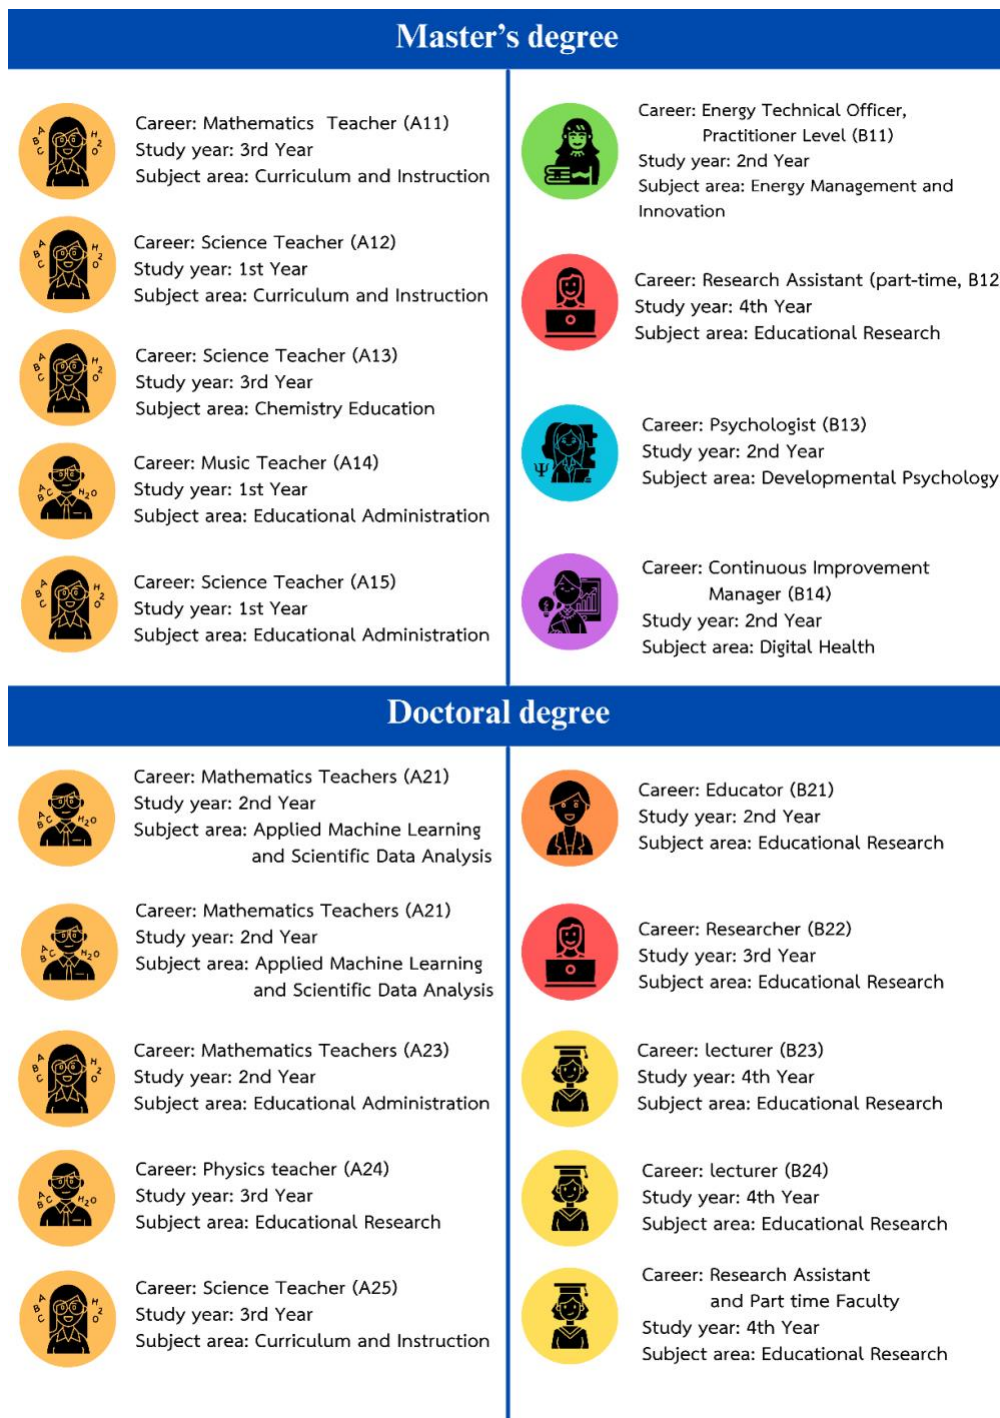 Master's degree
Career: Mathematics Teacher (A11)
Study year: 3rd Year
Subject area: Curriculum and Instruction
Career: Science Teacher (A12)
Study year: 1st Year
Subject area: Curriculum and Instruction
Career: Science Teacher (A13)
Study year: 3rd Year
Subject area: Chemistry Education
Career: Music Teacher (A14)
Study year: 1st Year
Subject area: Educational Administration
Career: Science Teacher (A15)
Study year: 1st Year
Subject area: Educational Administration
Career: Energy Technical Officer,
Practitioner Level (B11)
Study year: 2nd Year
Subject area: Energy Management and
Innovation
Career: Research Assistant (part-time, B12
Study year: 4th Year
Subject area: Educational Research
Career: Psychologist (B13)
Study year: 2nd Year
Subject area: Developmental Psychology
Career: Continuous Improvement
Manager (B14)
Study year: 2nd Year
Subject area: Digital Health
Doctoral degree
Career: Mathematics Teachers (A21)
Study year: 2nd Year
Subject area: Applied Machine Learning
and Scientific Data Analysis
Career: Mathematics Teachers (A21)
Study year: 2nd Year
Subject area: Applied Machine Learning
and Scientific Data Analysis
Career: Mathematics Teachers (A23)
Study year: 2nd Year
Subject area: Educational Administration
Career: Physics teacher (A24)
Study year: 3rd Year
Subject area: Educational Research
Career: Science Teacher (A25)
Study year: 3rd Year
Subject area: Curriculum and Instruction
Career: Educator (B21)
Study year: 2nd Year
Subject area: Educational Research
Career: Researcher (B22)
Study year: 3rd Year
Subject area: Educational Research
Career: lecturer (B23)
Study year: 4th Year
Subject area: Educational Research
Career: lecturer (B24)
Study year: 4th Year
Subject area: Educational Research
Career: Research Assistant
and Part time Faculty
Study year: 4th Year
Subject area: Educational Research